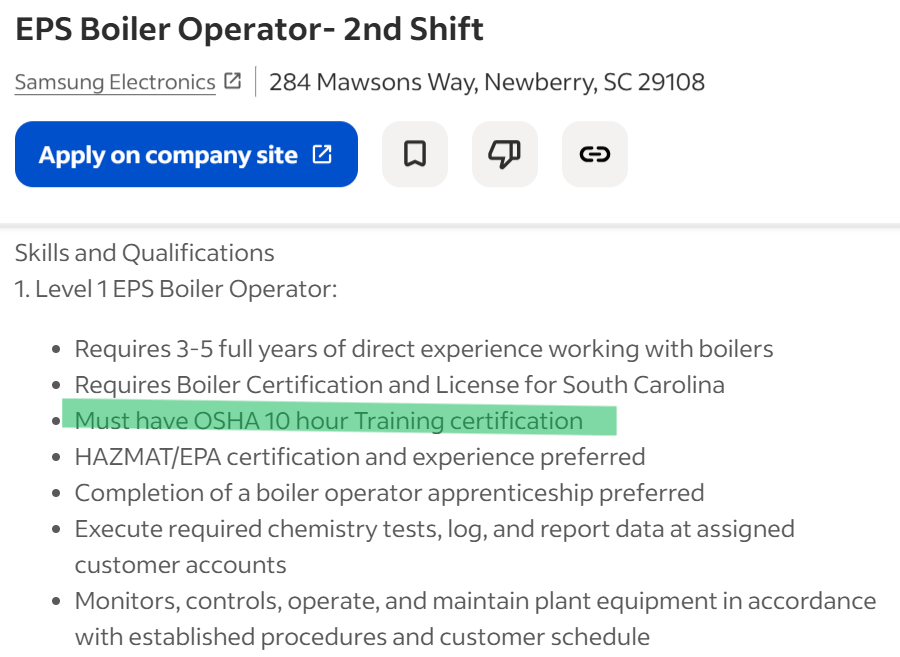 EPS Boiler Operator- 2nd Shift
Samsung Electronics 284 Mawsons Way, Newberry, SC 29108
Apply on company site
Skills and Qualifications
1. Level 1 EPS Boiler Operator:
• Requires 3-5 full years of direct experience working with boilers
• Requires Boiler Certification and License for South Carolina
• Must have OSHA 10 hour Training certification
• HAZMAT/EPA certification and experience preferred
• Completion of a boiler operator apprenticeship preferred
• Execute required chemistry tests, log, and report data at assigned
customer accounts
• Monitors, controls, operate, and maintain plant equipment in accordance
with established procedures and customer schedule